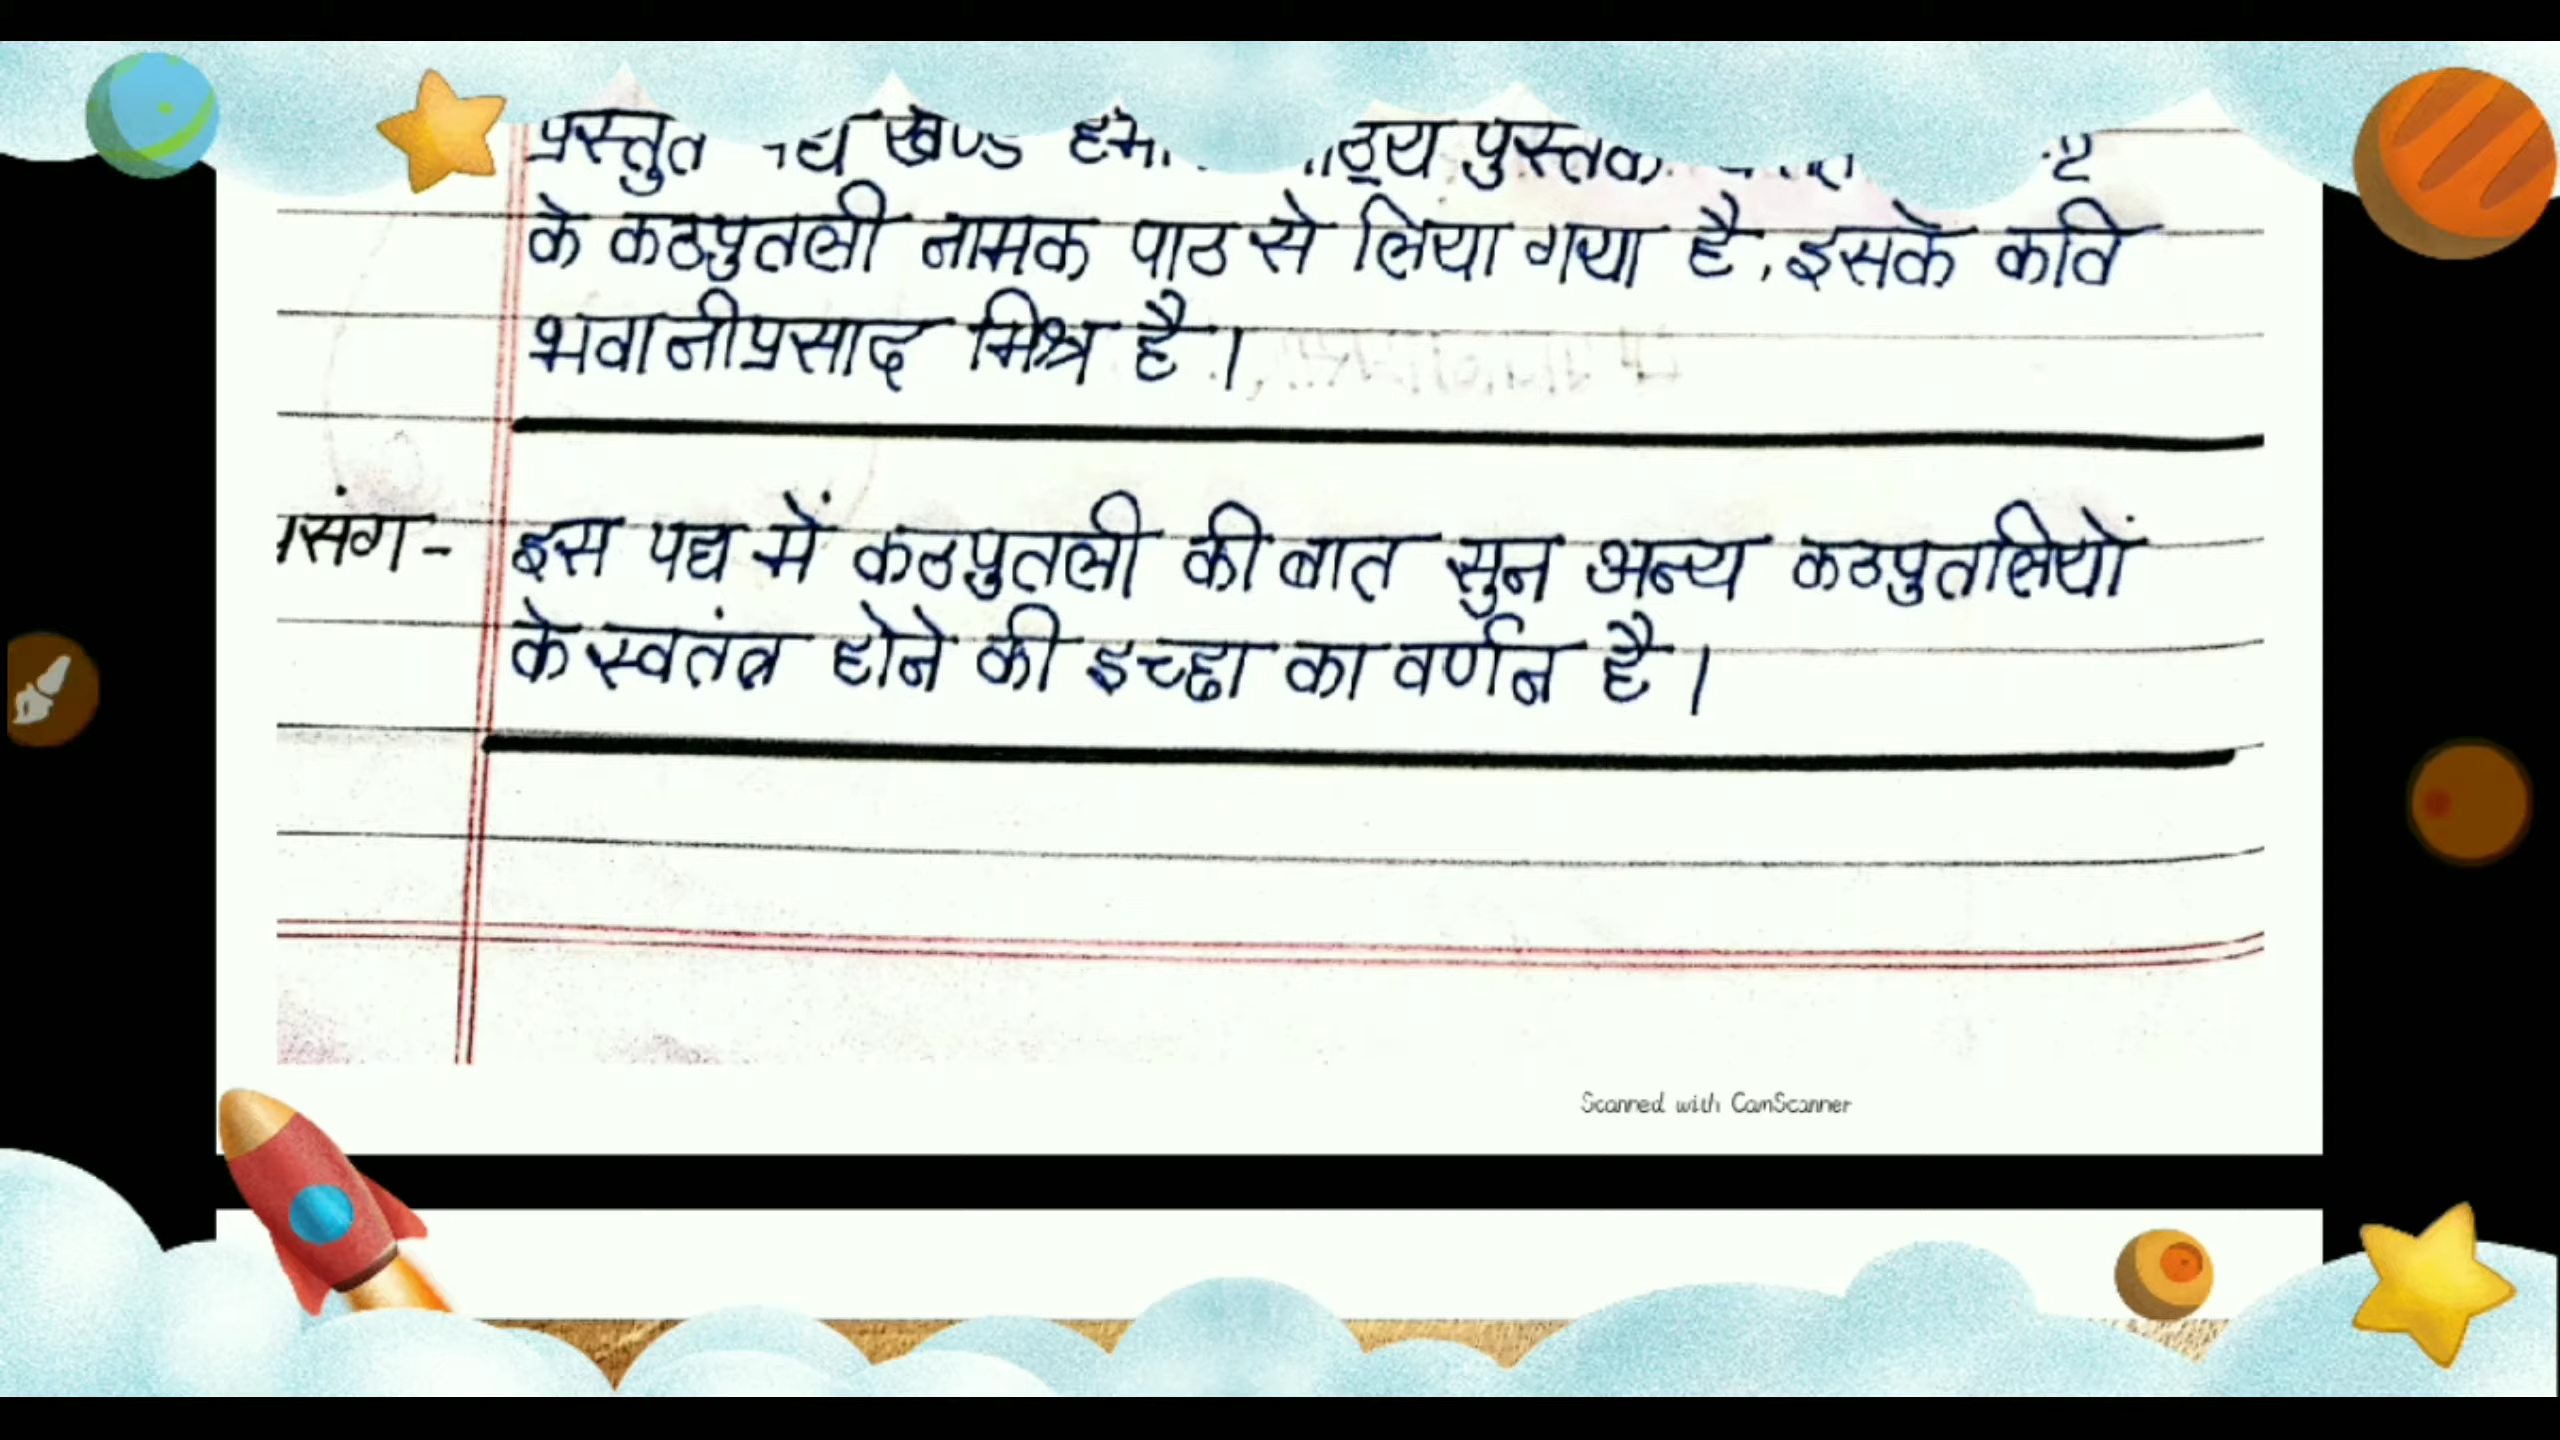 प्रस्तुत खण्ड
के कठपुतली नामक पाठ से लिया गया है, इसके कवि
भवानीप्रसाद मिश्र है।
इस पद्य में कठपुतली की बात सुन अन्य कठपुतलियों
के स्वतंत्र होने की इच्छा का वर्णन है।
Scanned with CamScanner